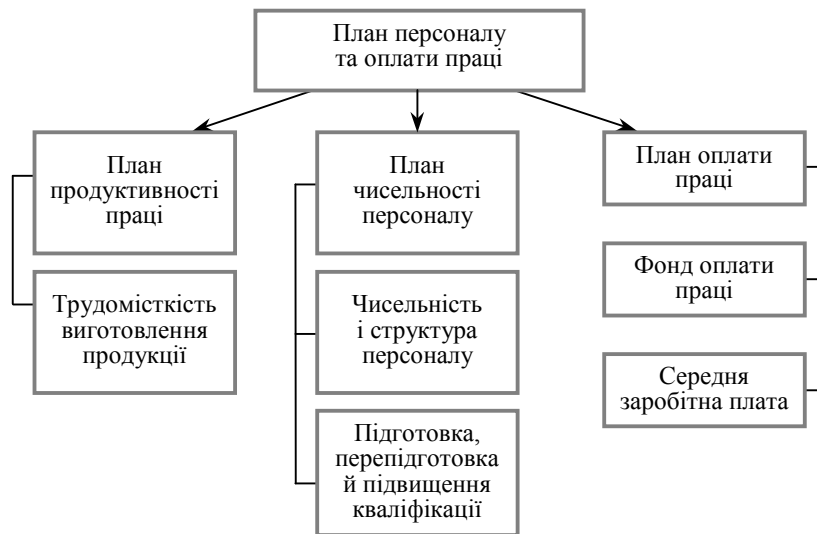 План персоналу
та оплати праці
План
продуктивності
праці
Трудомісткість
виготовлення
продукції
План
чисельності
персоналу
Чисельність
і структура
персоналу
Підготовка,
перепідготовка
й підвищення
кваліфікації
План оплати
праці
Фонд оплати
праці
Середня
заробітна плата